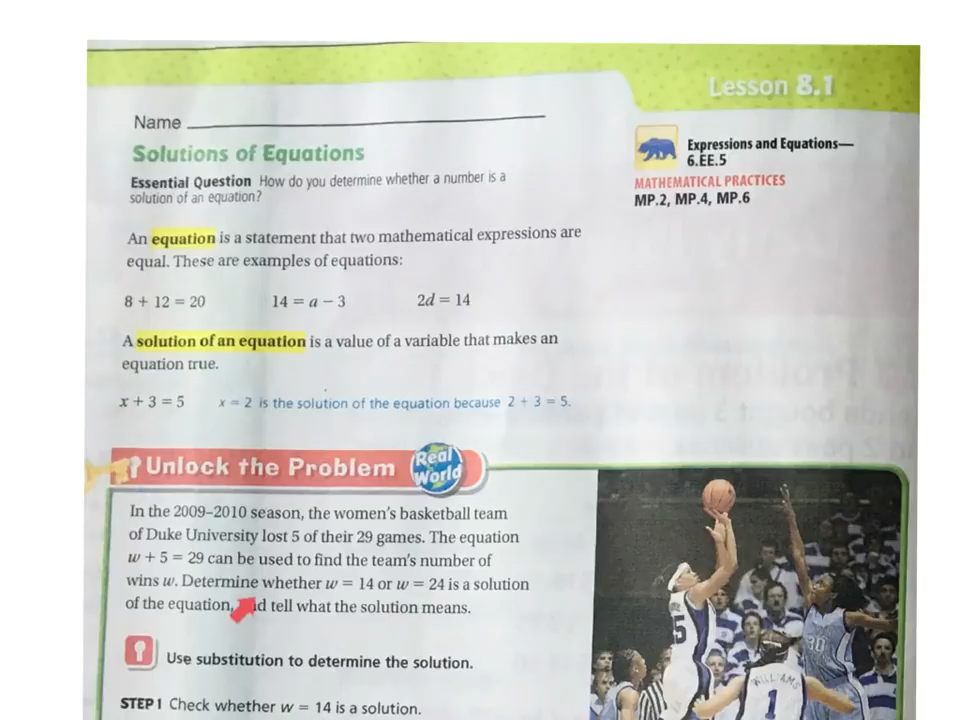 Lesson 8.1
Name
Solutions of Equations
Essential Question How do you determine whether a number is a
solution of an equation?
Expressions and Equations—
6.EE.5
MATHEMATICAL PRACTICES
MP.2, MP.4, MP.6
An equation is a statement that two mathematical expressions are
equal. These are examples of equations:
8 + 12 = 20 14 = a − 3 2d = 14
A solution of an equation is a value of a variable that makes an
equation true.
x + 3 = 5 x = 2 is the solution of the equation because 2 + 3 = 5.
Unlock the Problem
Real
World
In the 2009–2010 season, the women's basketball team
of Duke University lost 5 of their 29 games. The equation
w + 5 = 29 can be used to find the team's number of
wins w. Determine whether w = 14 or w = 24 is a solution
of the equation, tell what the solution means.
Use substitution to determine the solution.
STEP 1 Check whether w = 14 is a solution.
WILLIAMS
1